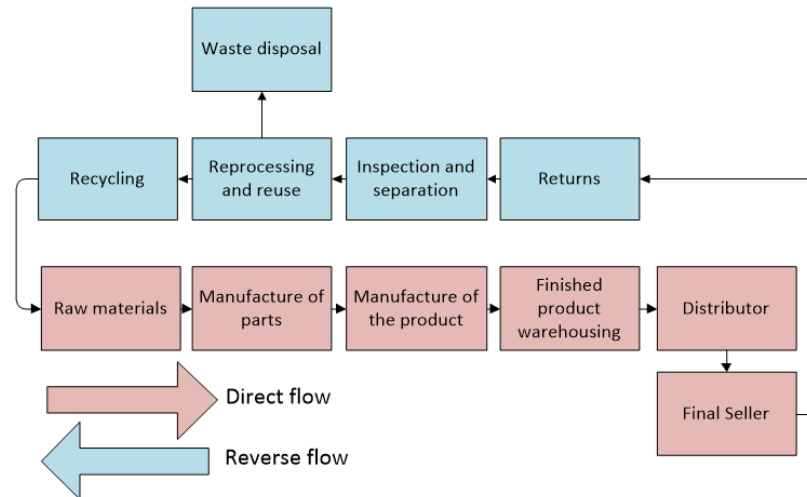 Waste disposal
Recycling
Reprocessing
and reuse
Inspection and
separation
Returns
Raw materials
Manufacture of
parts
Manufacture of
the product
Finished
product
warehousing
Distributor
Final Seller
Direct flow
Reverse flow